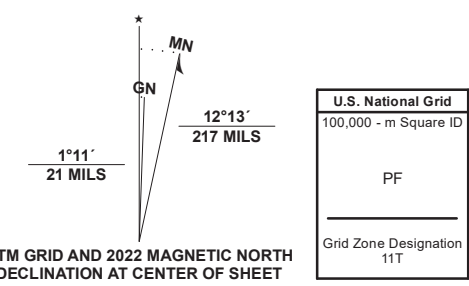 ★
MN
GN
12°13´
217 MILS
1°11´
21 MILS
TM GRID AND 2022 MAGNETIC NORTH
DECLINATION AT CENTER OF SHEET
U.S. National Grid
100,000 - m Square ID
PF
Grid Zone Designation
11T